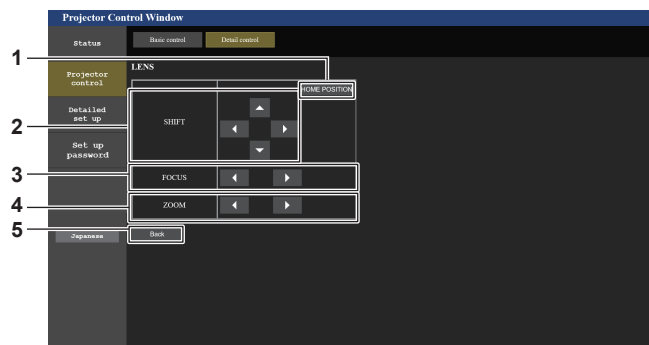 Projector Control Window
Status
Basic control
Detail control
1
LENS
Projector
control
HOME POSITION
Detailed
set up
2
SHIFT
Set up
password
3
FOCUS
4
ZOOM
5
Japanese
Back